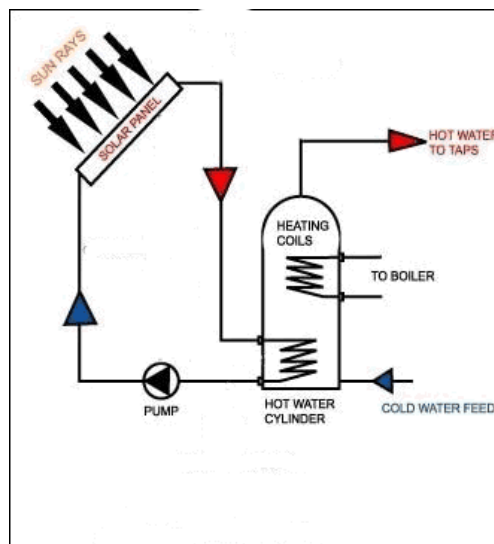 SUN RAYS
SOLAR PANEL
HOT WATER
TO TAPS
HEATING
COILS
TO BOILER
PUMP
HOT WATER
CYLINDER
COLD WATER FEED